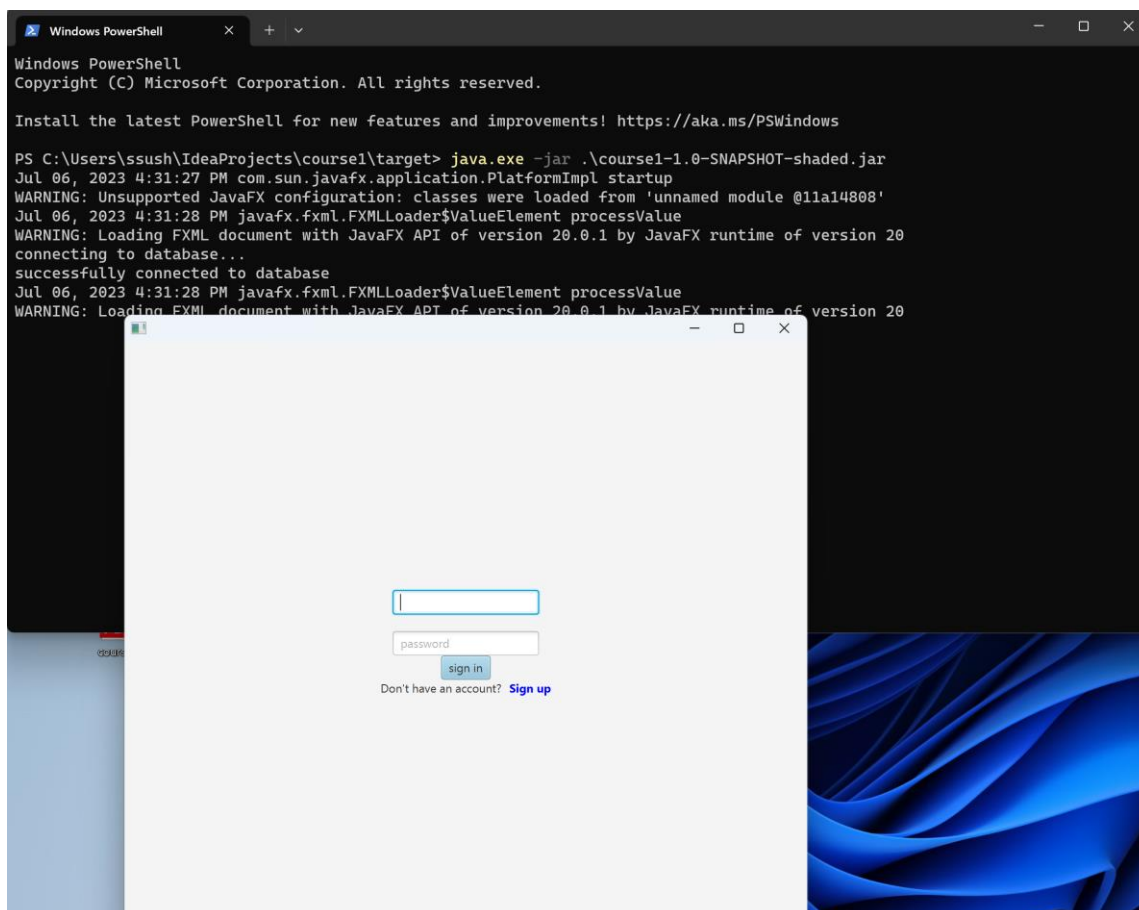 Windows PowerShell
Windows PowerShell
Copyright (C) Microsoft Corporation. All rights reserved.
Install the latest PowerShell for new features and improvements! https://aka.ms/PSWindows
PS C:\Users\ssush\IdeaProjects\course1\target> java.exe -jar .\course1-1.0-SNAPSHOT-shaded.jar
Jul 06, 2023 4:31:27 PM com.sun.javafx.application.PlatformImpl startup
WARNING: Unsupported JavaFX configuration: classes were loaded from 'unnamed module @11a14808'
Jul 06, 2023 4:31:28 PM javafx.fxml.FXMLLoader$ValueElement processValue
WARNING: Loading FXML document with JavaFX API of version 20.0.1 by JavaFX runtime of version 20
connecting to database...
successfully connected to database
Jul 06, 2023 4:31:28 PM javafx.fxml.FXMLLoader$ValueElement processValue
WARNING: Loading FXML document with JavaFX API of version 20.0.1 by JavaFX runtime of version 20
password
sign in
Don't have an account? Sign up